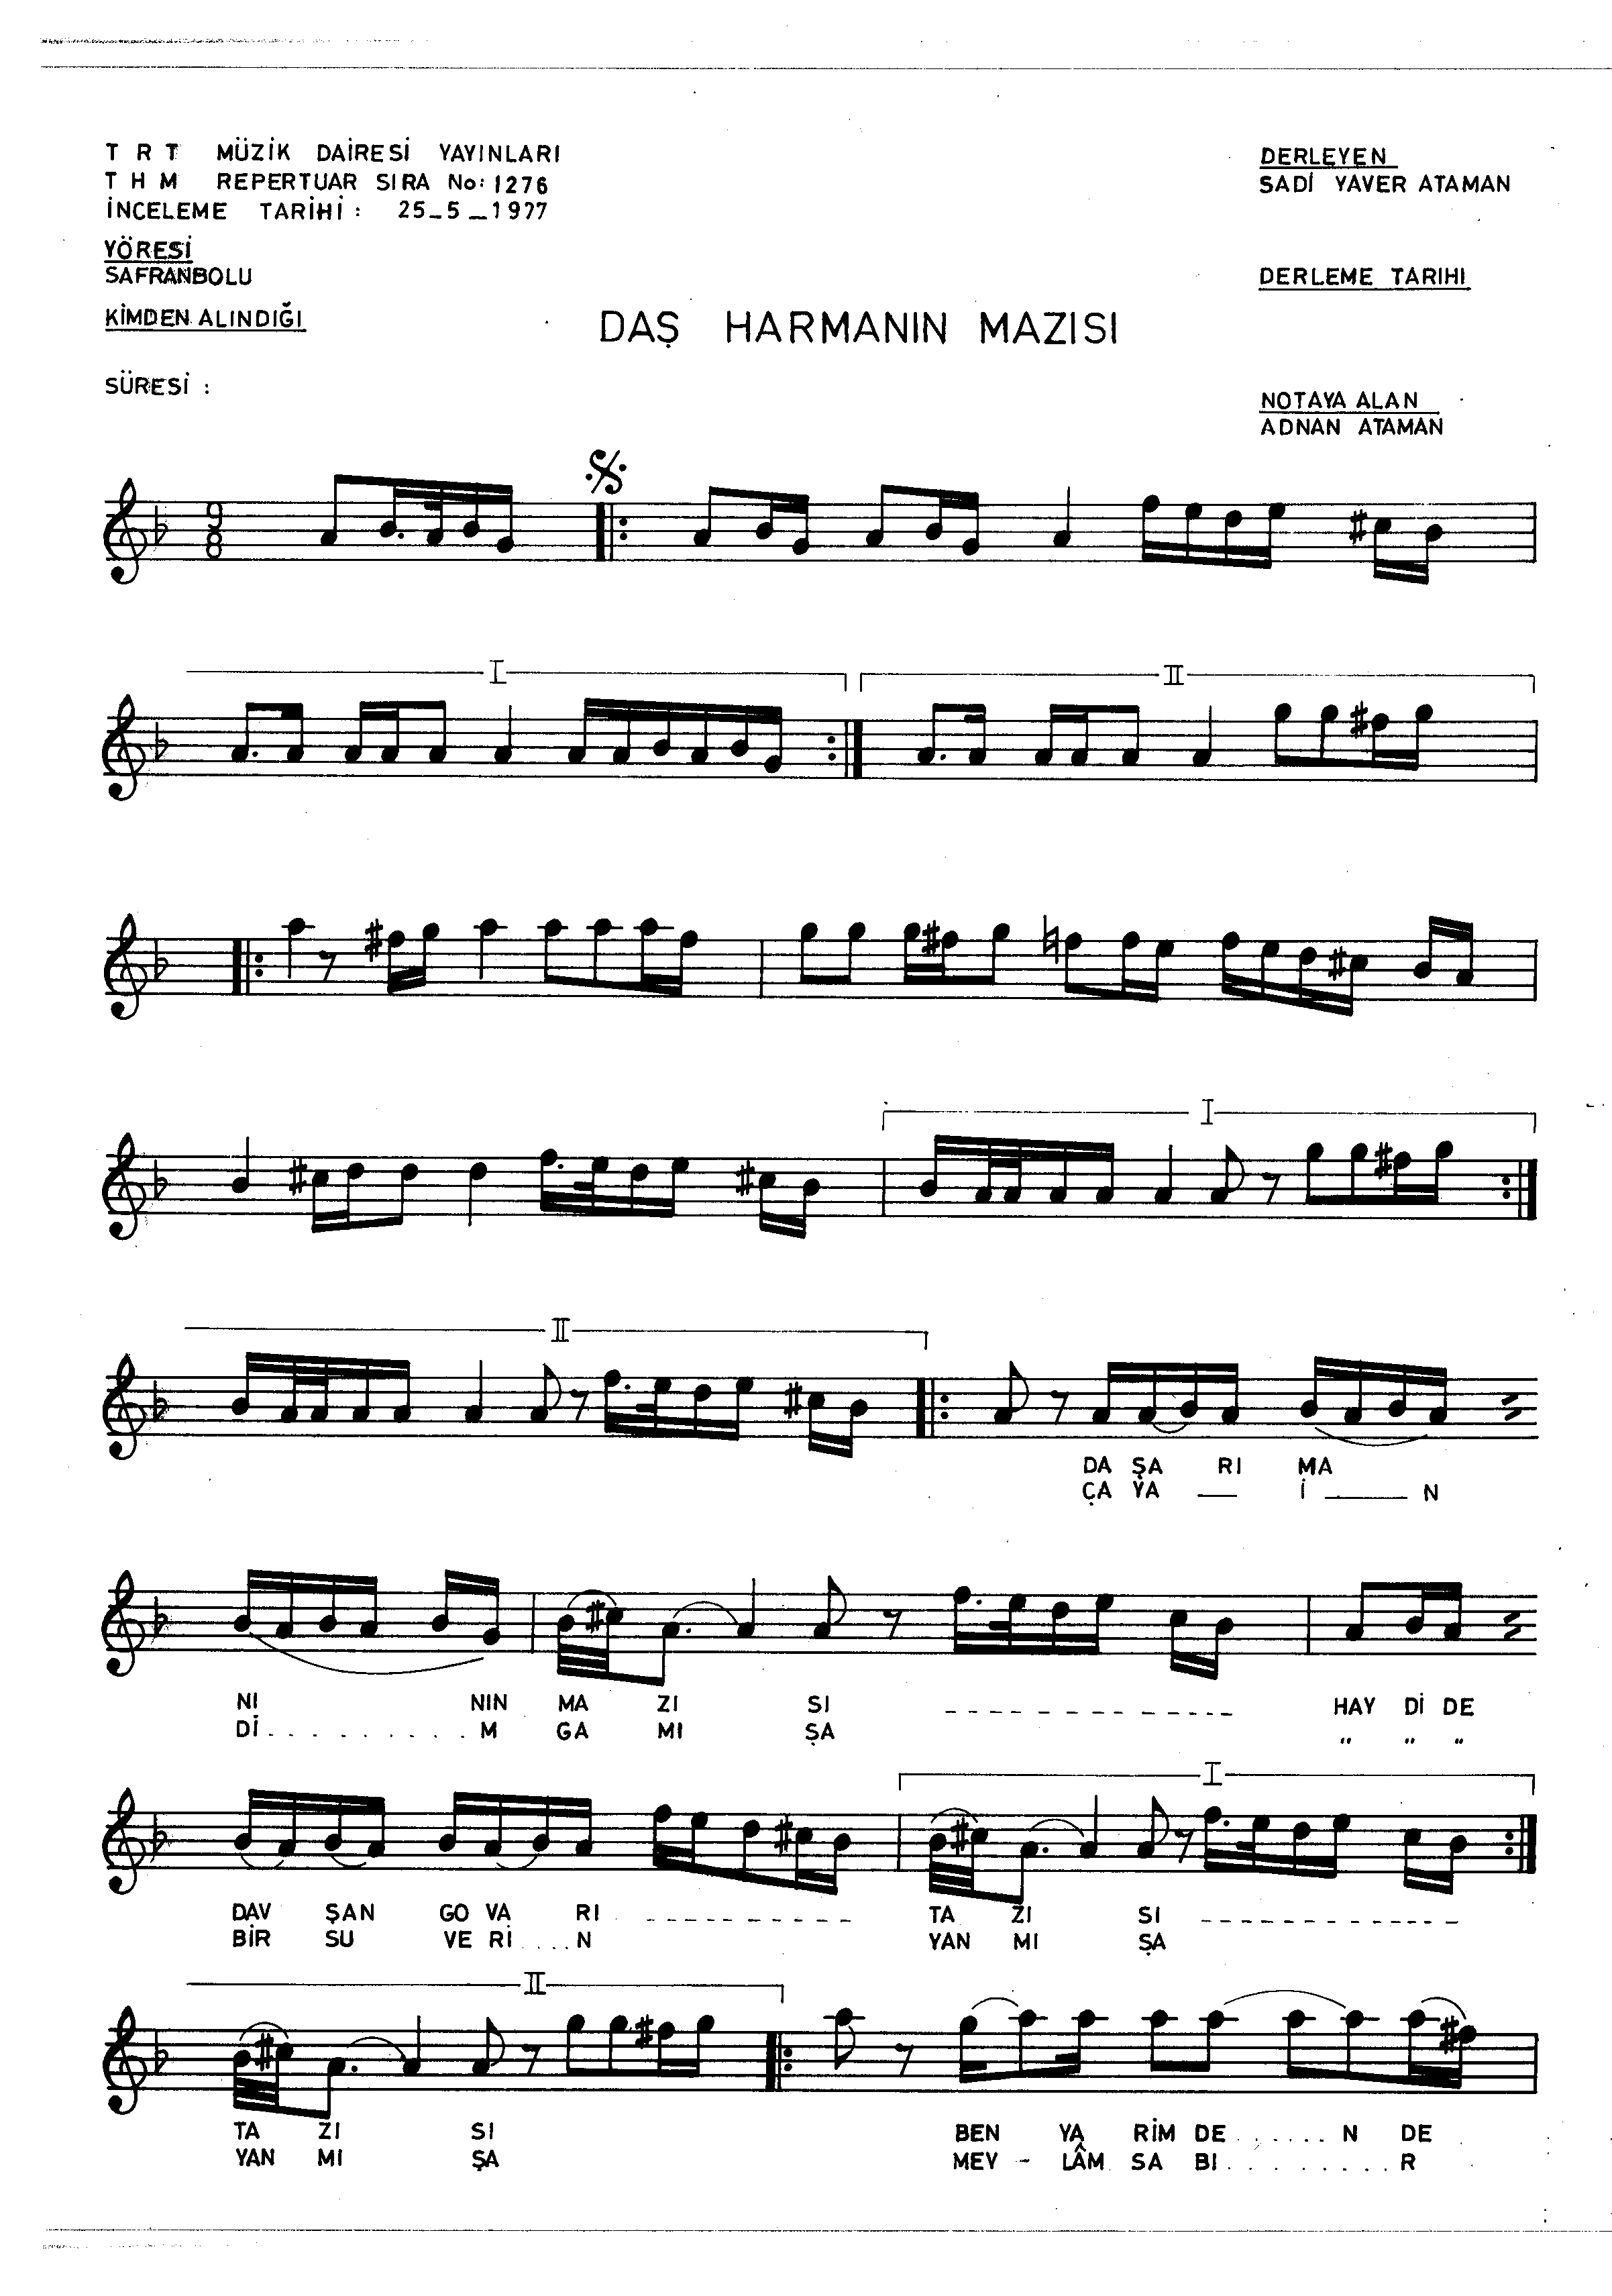 T R T MÜZİK DAİRESİ YAYINLARI
T H M REPERTUAR SIRA No: 1276
İNCELEME TARİHİ : 25_5_1977
YÖRESİ
SAFRANBOLU
KİMDEN ALINDIĞI
SÜRESİ :
DERLEYEN
SADİ YAVER ATAMAN
DERLEME TARIHI
DAŞ HARMANIN MAZISI
NOTAYA ALAN
ADNAN ATAMAN
9
8
I II
I
II
DA ŞA RI MA
ÇA YA __ İ ____ N
NI NIN MA ZI SI _ _ _ _ _ _ _ _ _ _ HAY Dİ DE
Dİ . . . . . . . . . M GA MI ŞA " " "
I
DAV ŞAN GO VA RI _ _ _ _ _ _ _ _ _ TA ZI SI _ _ _ _ _ _ _ _ _ _
BİR SU VE Rİ .... N YAN MI ŞA
II
TA ZI SI BEN YA RİM DE ...... N DE
YAN MI ŞA MEV - LÂM SA BI ......... R